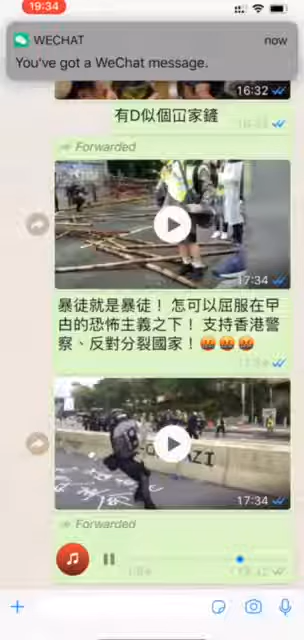 19:34
WECHAT
now
You've got a WeChat message.
16:32
有D似個冚家鏟
Forwarded
17:34
暴徒就是暴徒！怎可以屈服在曱
甴的恐怖主義之下！支持香港警
察、反對分裂國家！🤬🤬🤬
17:34
Forwarded